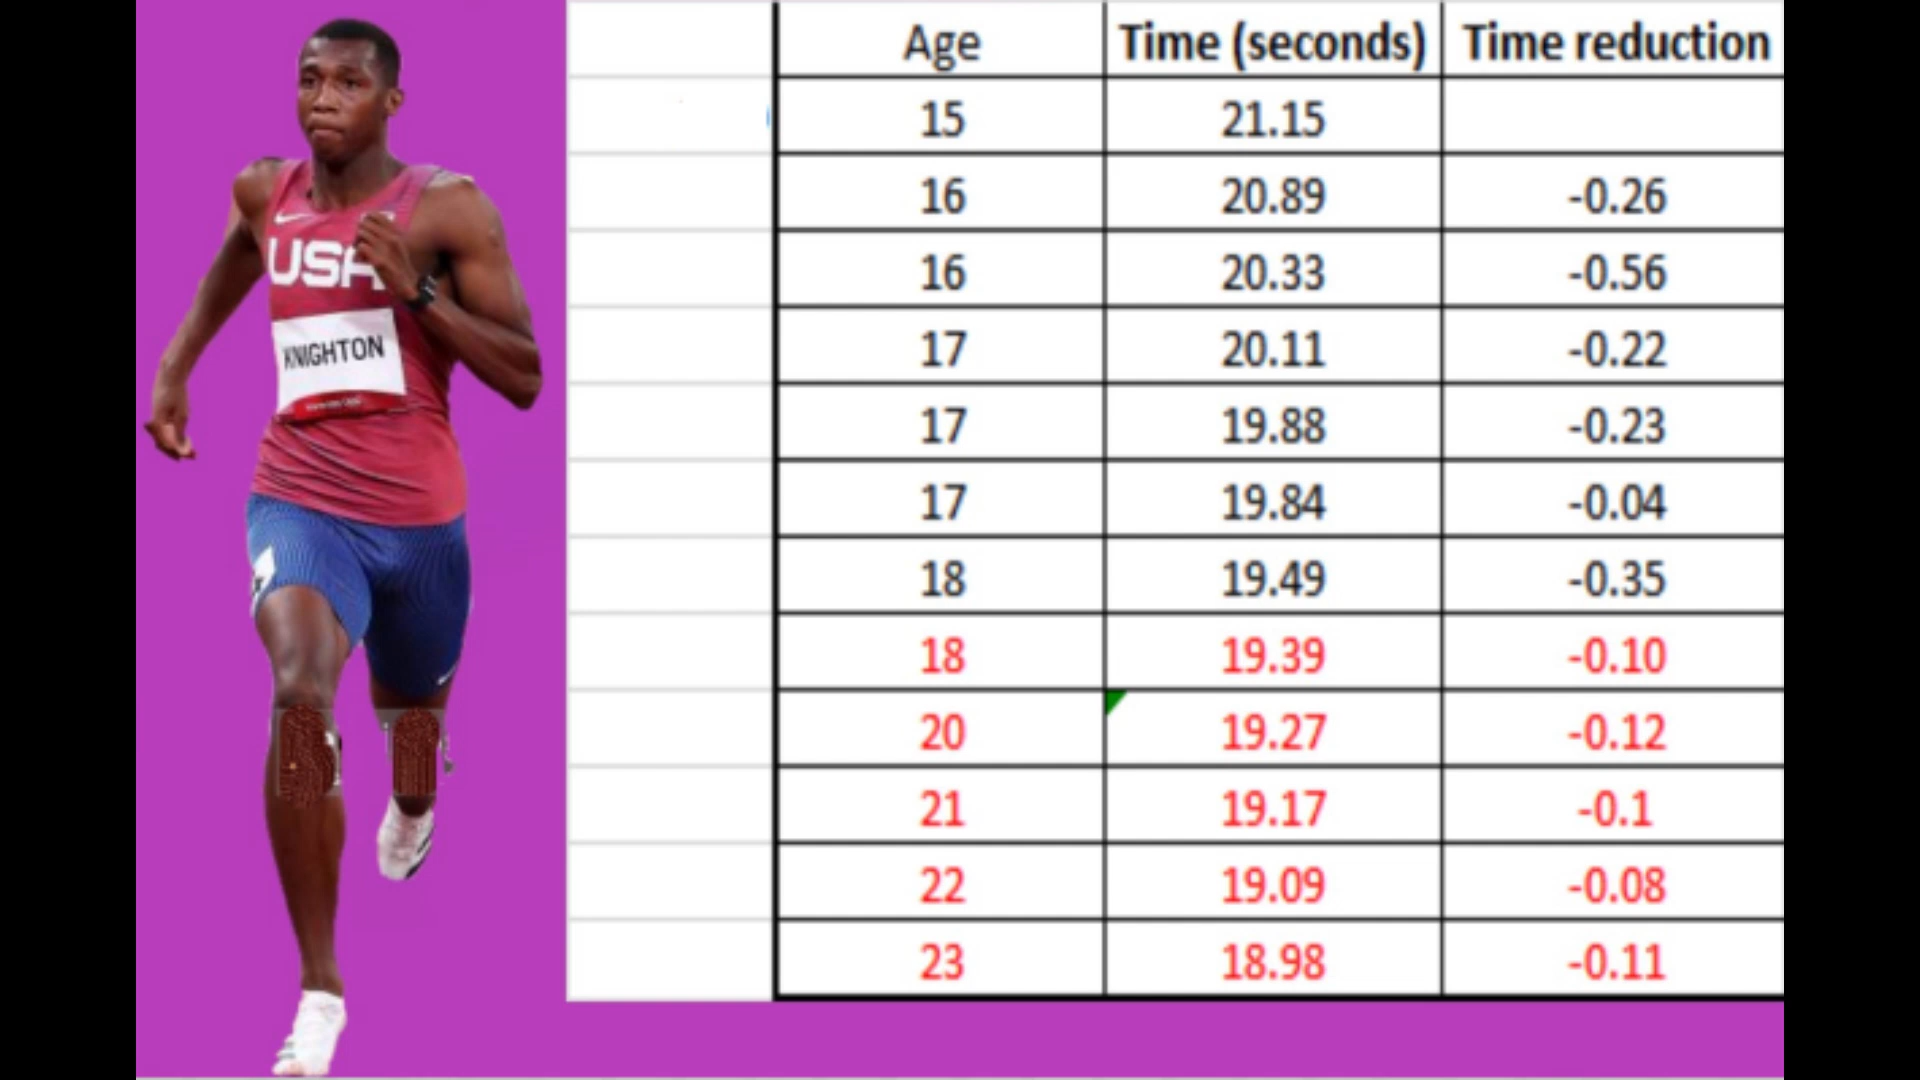 USA
KNIGHTON
Age Time (seconds) Time reduction
15 21.15
16 20.89 -0.26
16 20.33 -0.56
17 20.11 -0.22
17 19.88 -0.23
17 19.84 -0.04
18 19.49 -0.35
18 19.39 -0.10
20 19.27 -0.12
21 19.17 -0.1
22 19.09 -0.08
23 18.98 -0.11